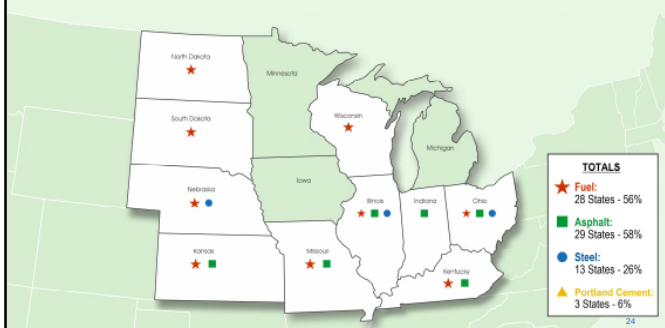 North Dakota
Minnesota
South Dakota
Wisconsin
Michigan
Iowa
Nebraska
Illinois
Indiana
Ohio
Kansas
Missouri
Kentucky
TOTALS
Fuel:
28 States - 56%
Asphalt:
29 States - 58%
Steel:
13 States - 26%
Portland Cement:
3 States - 6%
24